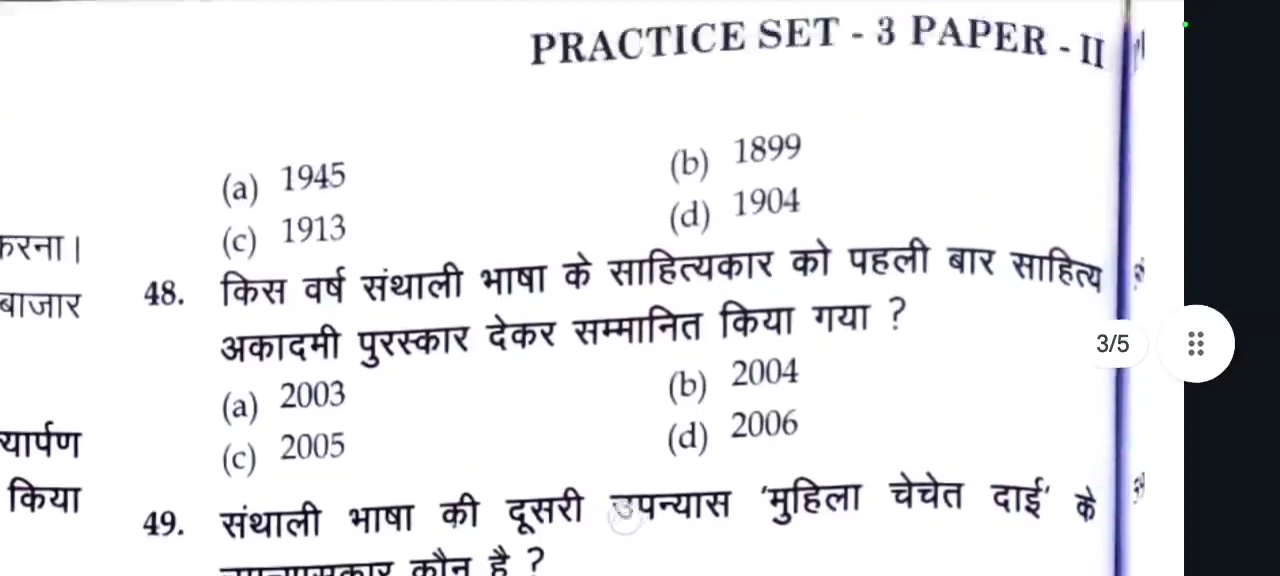 PRACTICE SET - 3 PAPER - II
(a) 1945 (b) 1899
(c) 1913 (d) 1904
करना।
बाजार
48. किस वर्ष संथाली भाषा के साहित्यकार को पहली बार साहित्य
अकादमी पुरस्कार देकर सम्मानित किया गया ?
3/5
(a) 2003 (b) 2004
(c) 2005 (d) 2006
यार्पण
किया
49. संथाली भाषा की दूसरी उपन्यास ‘मुहिला चेचेत दाई’ के
कौन है ?